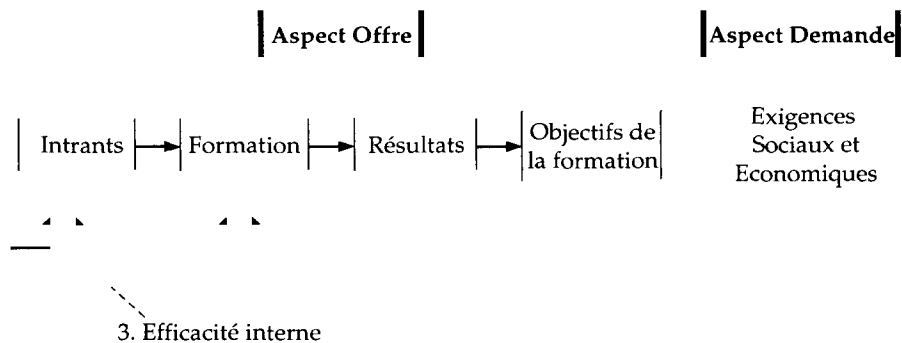 Aspect Offre
Aspect Demande
Intrants
Formation
Résultats
Objectifs de
la formation
Exigences
Sociaux et
Economiques
3. Efficacité interne